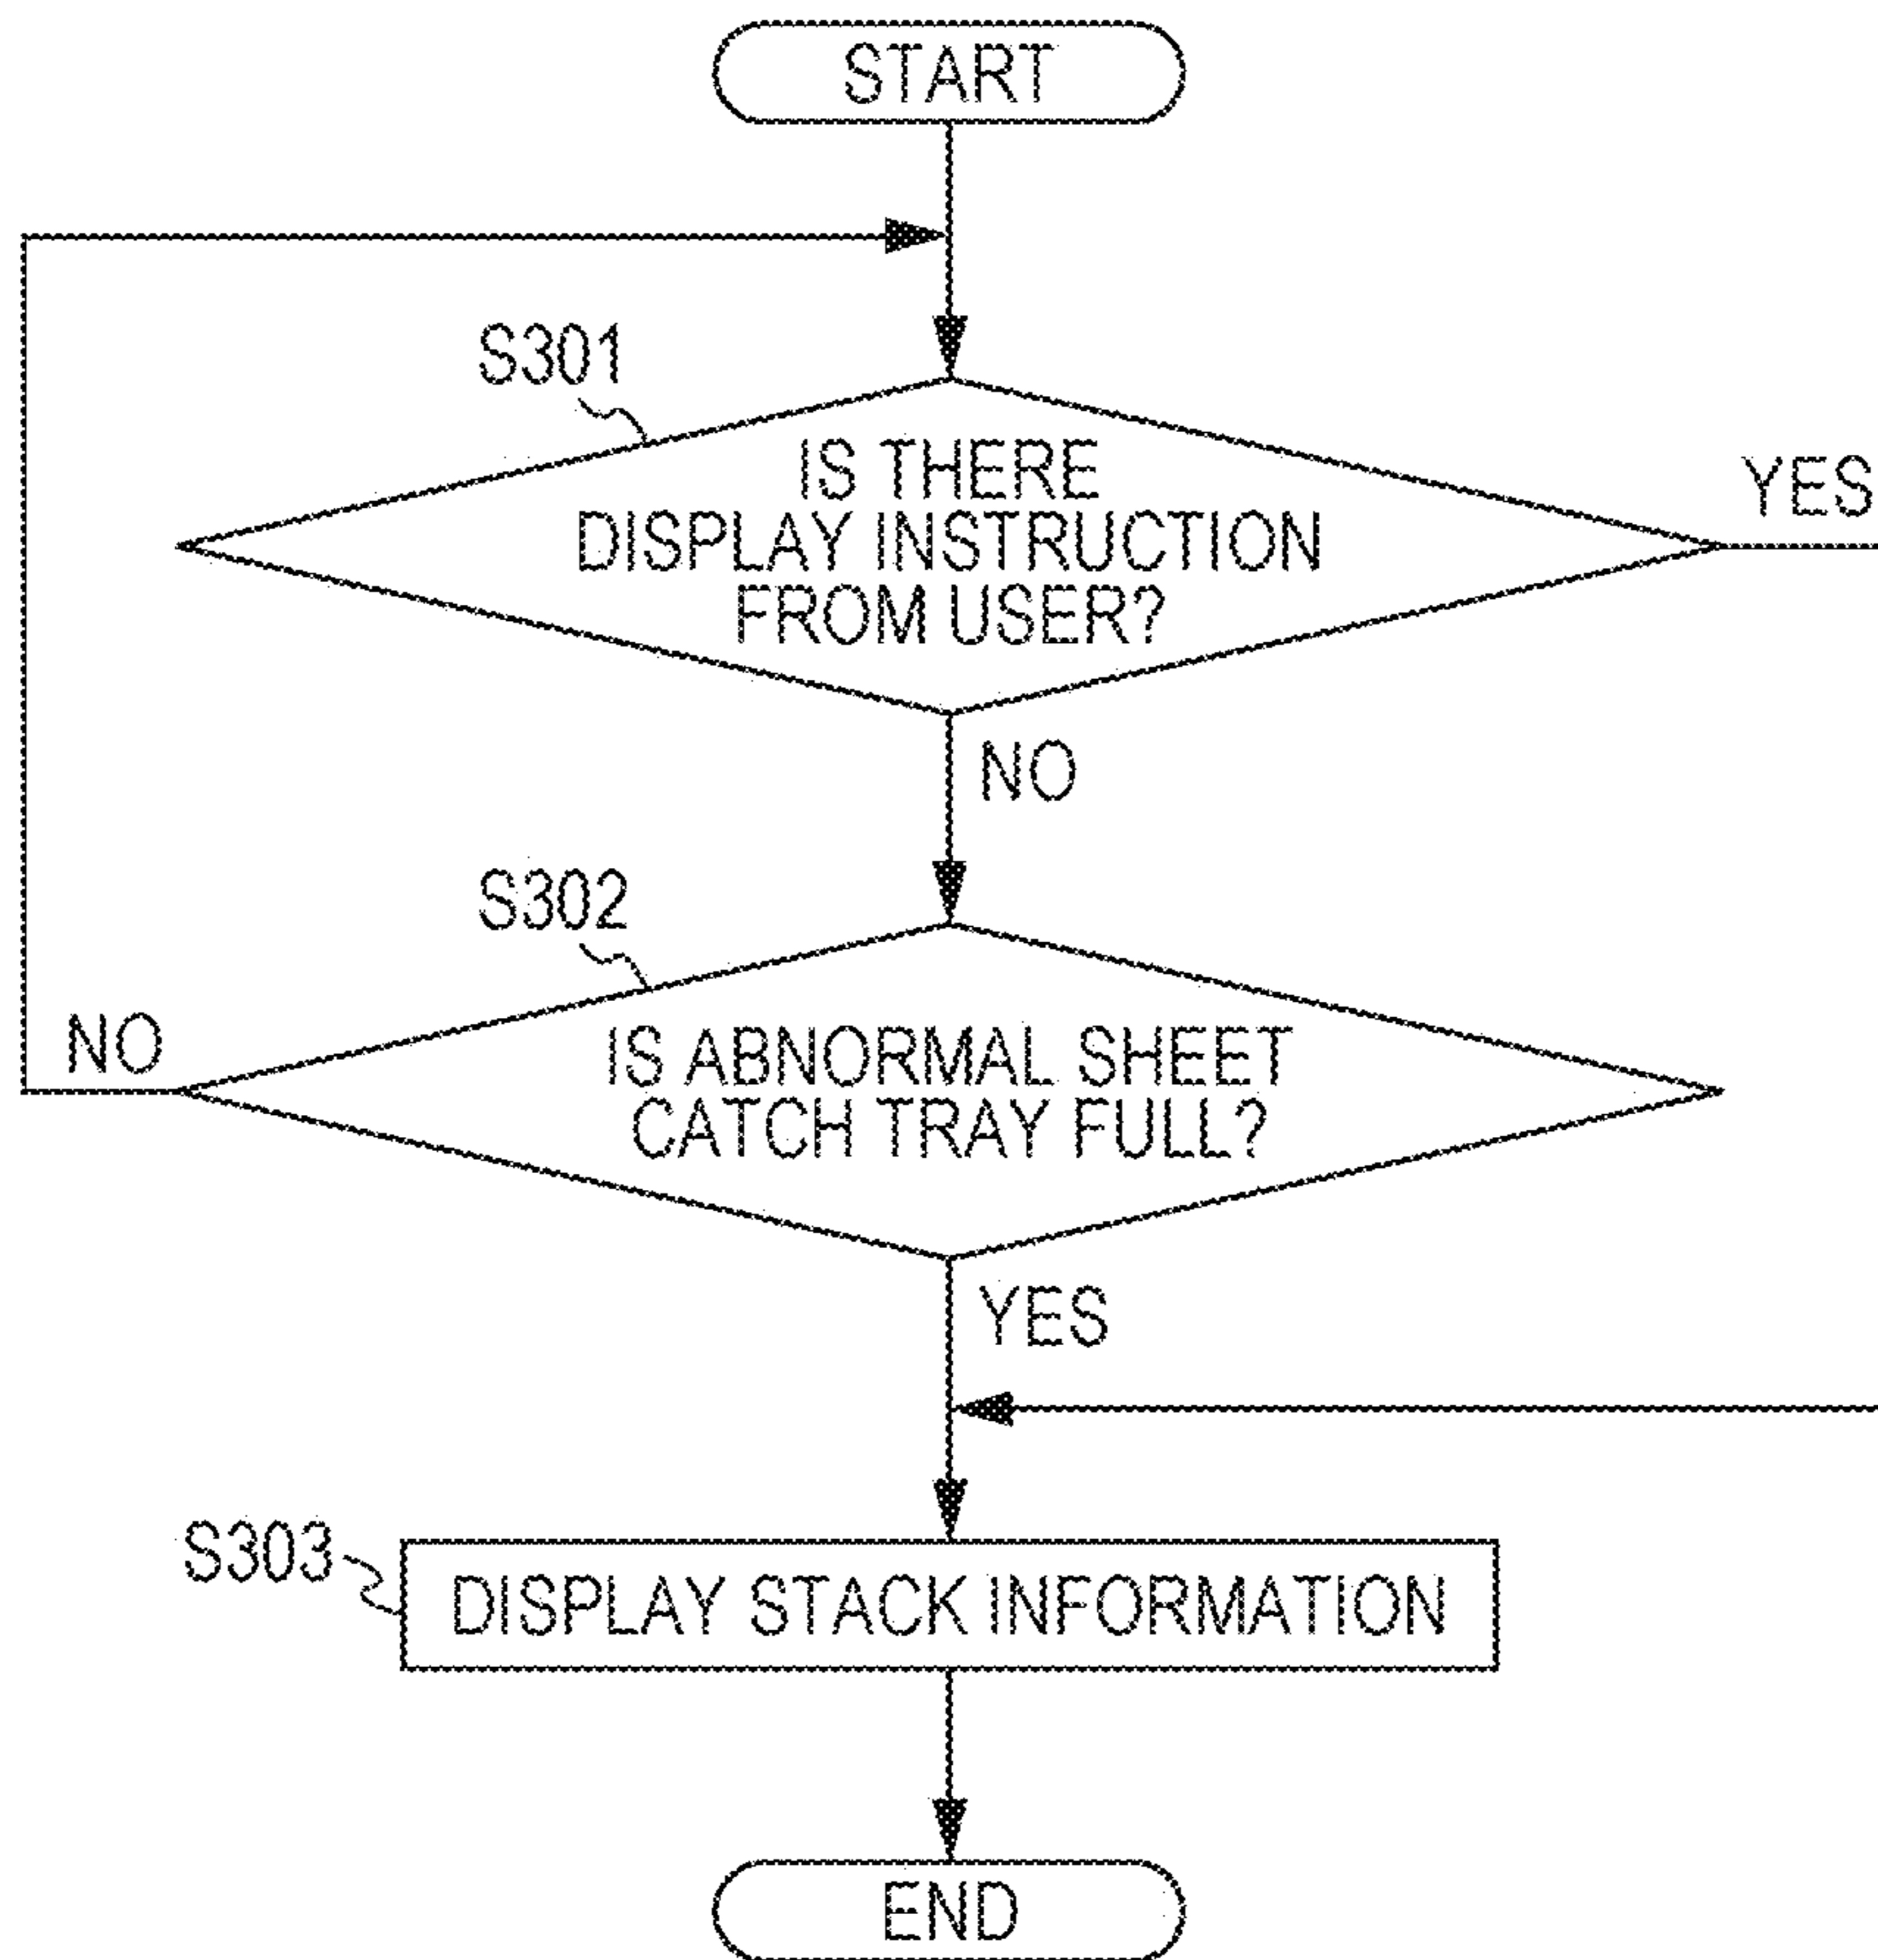 START
S301
IS THERE
DISPLAY INSTRUCTION
FROM USER?
YES
NO
S302
NO
IS ABNORMAL SHEET
CATCH TRAY FULL?
YES
S303
DISPLAY STACK INFORMATION
END